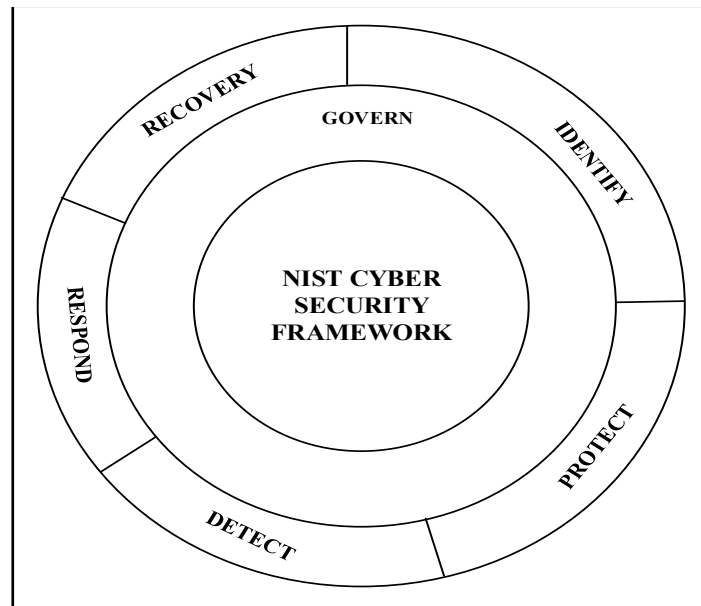 RECOVERY
GOVERN
IDENTIFY
NIST CYBER
SECURITY
FRAMEWORK
RESPOND
PROTECT
DETECT